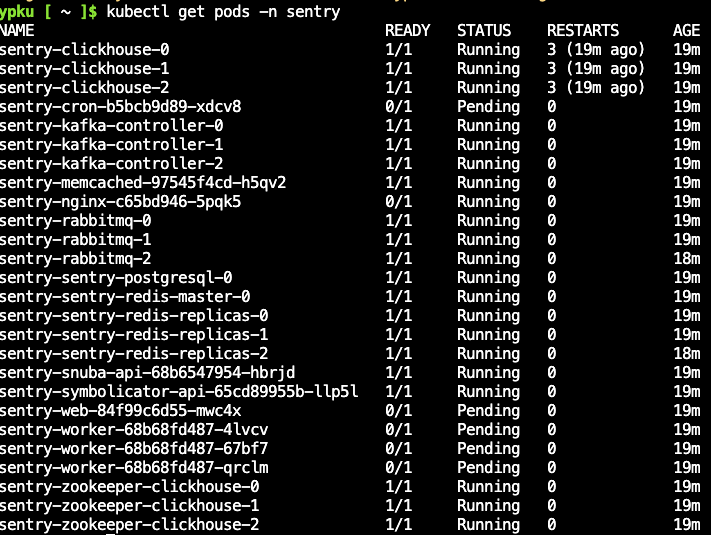 ypku [ ~ ]$ kubectl get pods -n sentry
NAME READY STATUS RESTARTS AGE
sentry-clickhouse-0 1/1 Running 3 (19m ago) 19m
sentry-clickhouse-1 1/1 Running 3 (19m ago) 19m
sentry-clickhouse-2 1/1 Running 3 (19m ago) 19m
sentry-cron-b5bcb9d89-xdcv8 0/1 Pending 0 19m
sentry-kafka-controller-0 1/1 Running 0 19m
sentry-kafka-controller-1 1/1 Running 0 19m
sentry-kafka-controller-2 1/1 Running 0 19m
sentry-memcached-97545f4cd-h5qv2 1/1 Running 0 19m
sentry-nginx-c65bd946-5pqk5 0/1 Running 0 19m
sentry-rabbitmq-0 1/1 Running 0 19m
sentry-rabbitmq-1 1/1 Running 0 19m
sentry-rabbitmq-2 1/1 Running 0 18m
sentry-sentry-postgresql-0 1/1 Running 0 19m
sentry-sentry-redis-master-0 1/1 Running 0 19m
sentry-sentry-redis-replicas-0 1/1 Running 0 19m
sentry-sentry-redis-replicas-1 1/1 Running 0 19m
sentry-sentry-redis-replicas-2 1/1 Running 0 18m
sentry-snuba-api-68b6547954-hbrjd 1/1 Running 0 19m
sentry-symbolicator-api-65cd89955b-llp5l 1/1 Running 0 19m
sentry-web-84f99c6d55-mwc4x 0/1 Pending 0 19m
sentry-worker-68b68fd487-4lvcv 0/1 Pending 0 19m
sentry-worker-68b68fd487-67bf7 0/1 Pending 0 19m
sentry-worker-68b68fd487-qrclm 0/1 Pending 0 19m
sentry-zookeeper-clickhouse-0 1/1 Running 0 19m
sentry-zookeeper-clickhouse-1 1/1 Running 0 19m
sentry-zookeeper-clickhouse-2 1/1 Running 0 19m